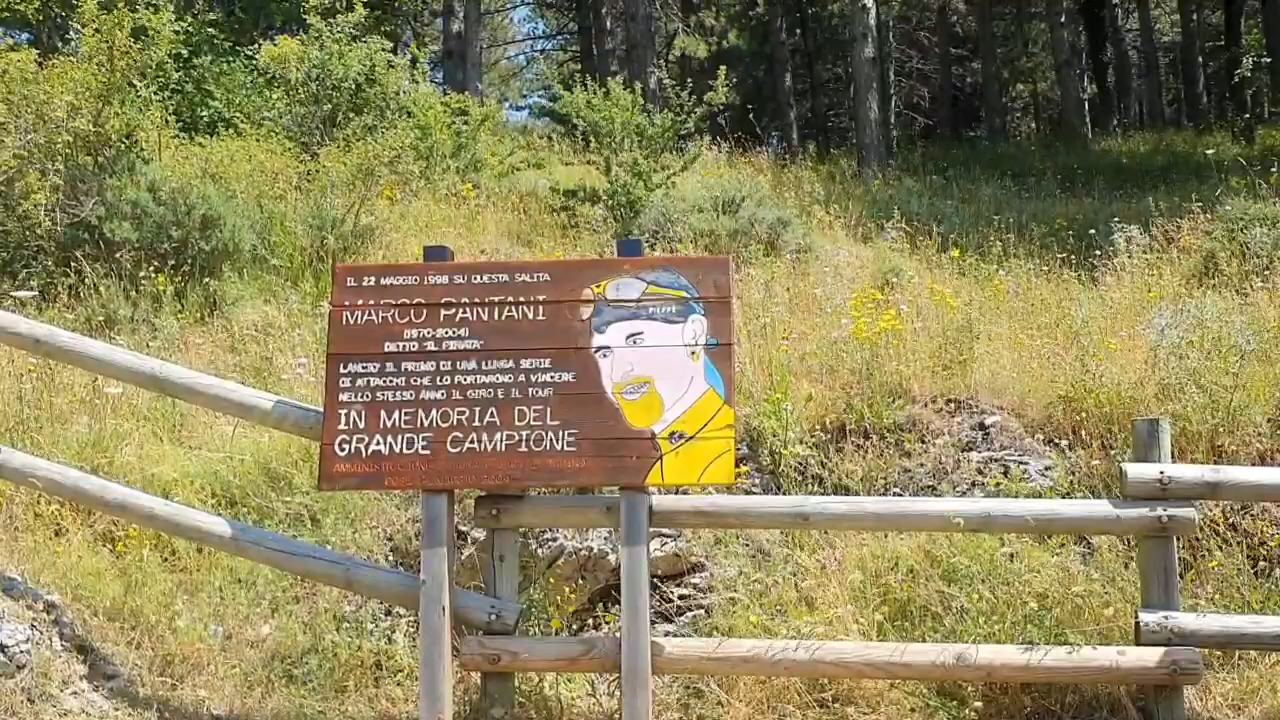 IL 22 MAGGIO 1998 SU QUESTA SALITA
MARCO PANTANI
(1970-2004)
DETTO "IL PIRATA"
LANCIO' IL PRIMO DI UNA LUNGA SERIE
DI ATTACCHI CHE LO PORTARONO A VINCERE
NELLO STESSO ANNO IL GIRO E IL TOUR
IN MEMORIA DEL
GRANDE CAMPIONE
AMMINISTRAZIONE